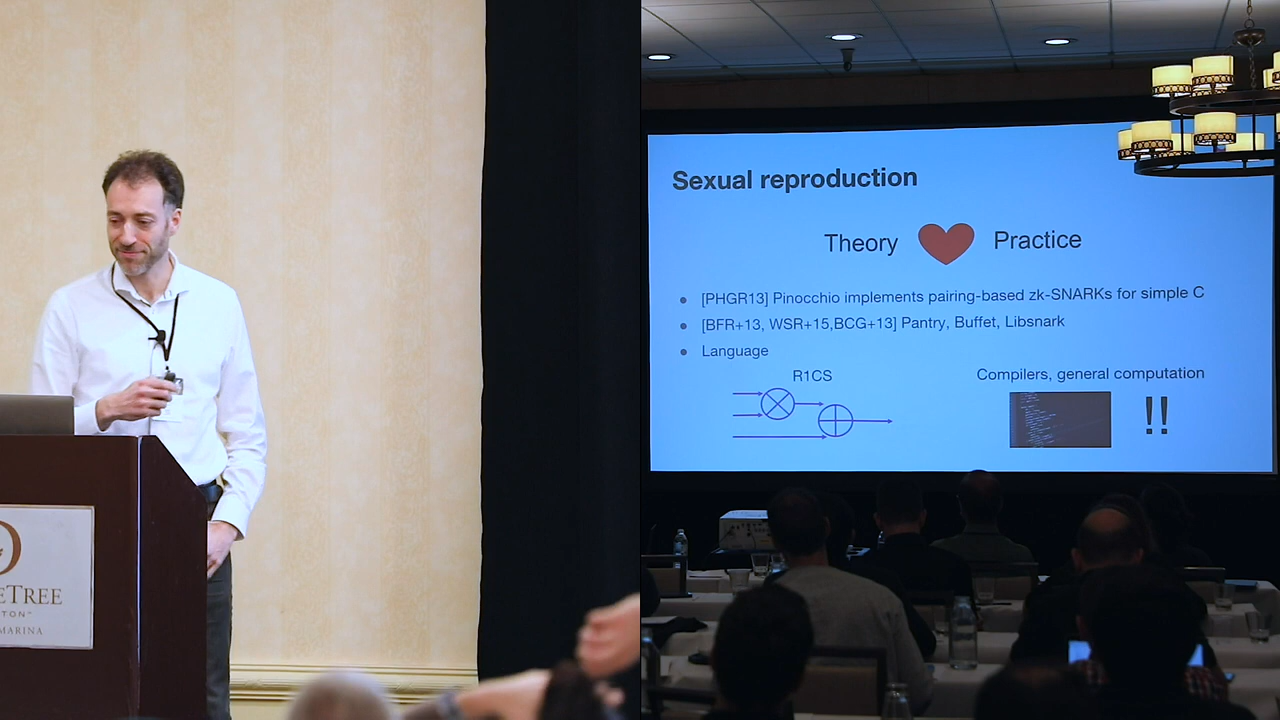 Sexual reproduction
Theory Practice
[PHGR13] Pinocchio implements pairing-based zk-SNARKs for simple C
[BFR+13, WSR+15,BCG+13] Pantry, Buffet, Libsnark
Language
R1CS
Compilers, general computation
!!
MARINA